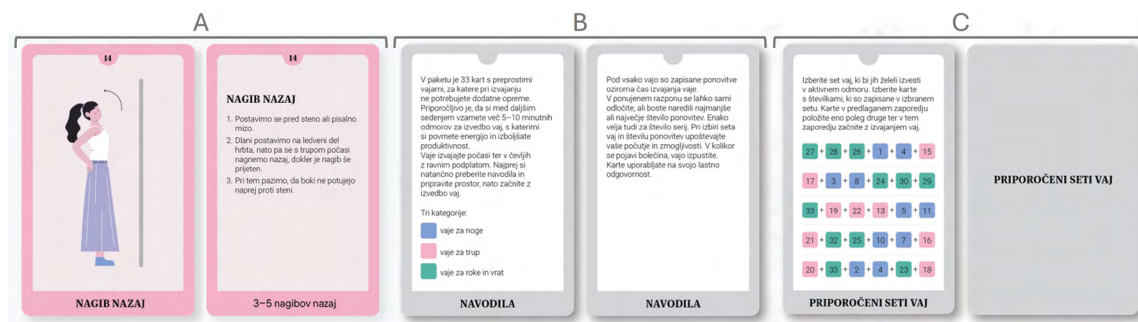 A
B
C
14
NAGIB NAZAJ
14
NAGIB NAZAJ
1. Postavimo se pred steno ali pisalno
mizo.
2. Dlani postavimo na ledveni del
hrbta, nato pa se s trupom počasi
nagnemo nazaj, dokler je nagib še
prijeten.
3. Pri tem pazimo, da boki ne potujejo
naprej proti steni.
3–5 nagibov nazaj
V paketu je 33 kart s preprostimi
vajami, za katere pri izvajanju
ne potrebujete dodatne opreme.
Priporočljivo je, da si med daljšim
sedenjem vzamete več 5–10 minutnih
odmorov za izvedbo vaj, s katerimi
si povrnete energijo in izboljšate
produktivnost.
Vaje izvajajte počasi ter v čevljih
z ravnim podplatom. Najprej si
natančno preberite navodila in
pripravite prostor, nato začnite z
izvedbo vaj.
Tri kategorije:
vaje za noge
vaje za trup
vaje za roke in vrat
NAVODILA
Pod vsako vajo so zapisane ponovitve
oziroma čas izvajanja vaje.
V ponujenem razponu se lahko sami
odločite, ali boste naredili najmanjše
ali največje število ponovitev. Enako
velja tudi za število serij. Pri izbiri seta
vaj in številu ponovitev upoštevajte
vaše počutje in zmogljivosti. V kolikor
se pojavi bolečina, vajo izpustite.
Karte uporabljate na svojo lastno
odgovornost.
NAVODILA
Izberite set vaj, ki bi jih želeli izvesti
v aktivnem odmoru. Izberite karte
s številkami, ki so zapisane v izbranem
setu. Karte v predlaganem zaporedju
položite eno poleg druge ter v tem
zaporedju začnite z izvajanjem vaj.
27 + 28 + 26 + 1 + 4 + 15
17 + 3 + 8 + 24 + 30 + 29
33 + 19 + 22 + 13 + 5 + 11
21 + 32 + 25 + 10 + 7 + 16
20 + 33 + 2 + 4 + 23 + 18
PRIPOROČENI SETI VAJ
PRIPOROČENI SETI VAJ